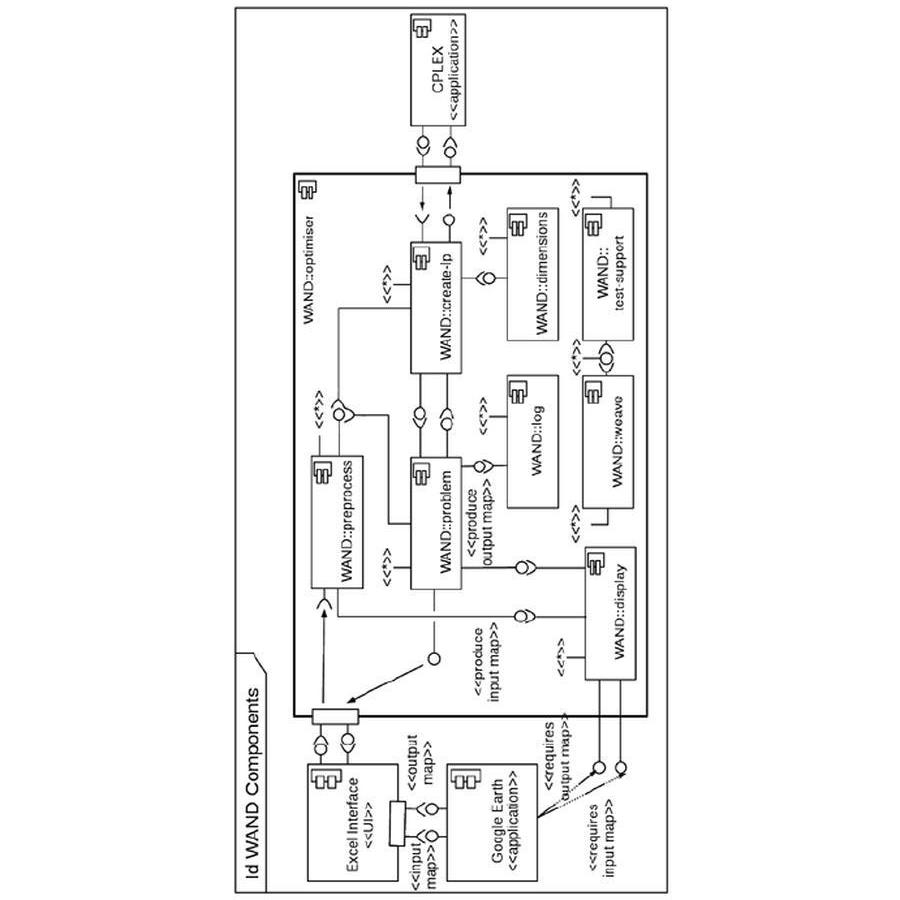 Id WAND Components
Excel Interface
<<UI>>
<<input
map>>
<<output
map>>
Google Earth
<<application>>
<<requires
output map>>
<<requires
input map>>
WAND::optimiser
WAND::preprocess
<<*>>
WAND::problem
<<*>>
<<produce
output map>>
<<produce
input map>>
WAND::display
<<*>>
WAND::create-lp
<<*>>
WAND::log
<<*>>
WAND::dimensions
<<*>>
WAND::weave
<<*>>
<<*>>
WAND::
test-support
<<*>>
CPLEX
<<application>>